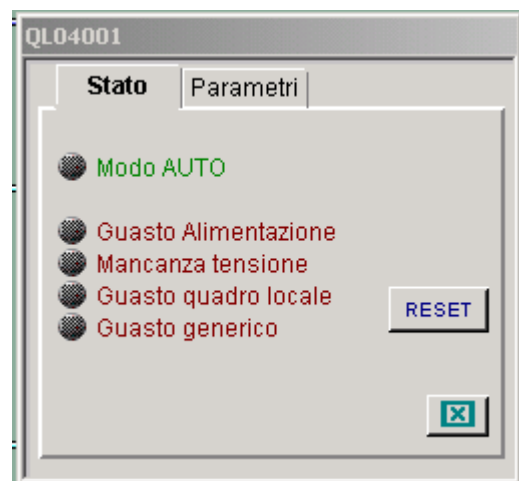 QL04001
Stato
Parametri
Modo AUTO
Guasto Alimentazione
Mancanza tensione
Guasto quadro locale
Guasto generico
RESET